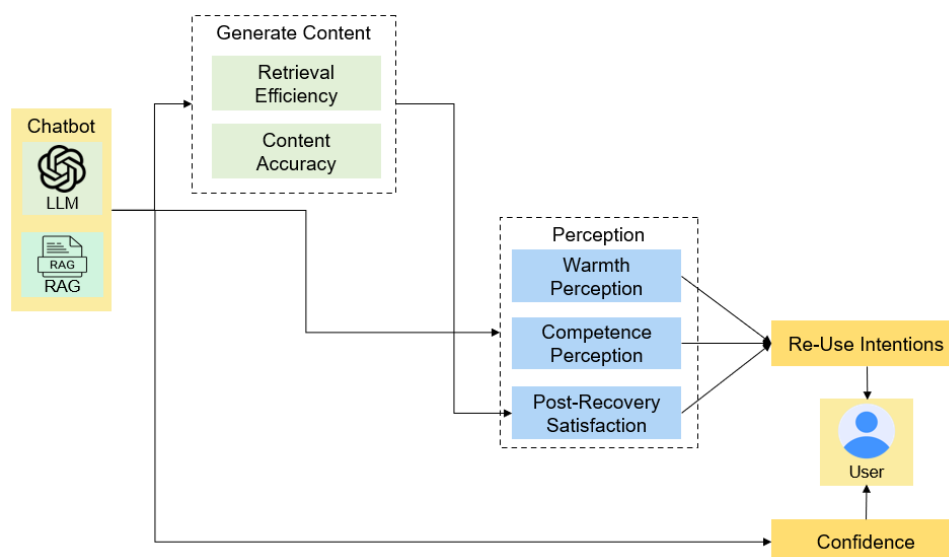 Generate Content
Retrieval
Efficiency
Content
Accuracy
Chatbot
LLM
RAG
RAG
Perception
Warmth
Perception
Competence
Perception
Post-Recovery
Satisfaction
Re-Use Intentions
User
Confidence